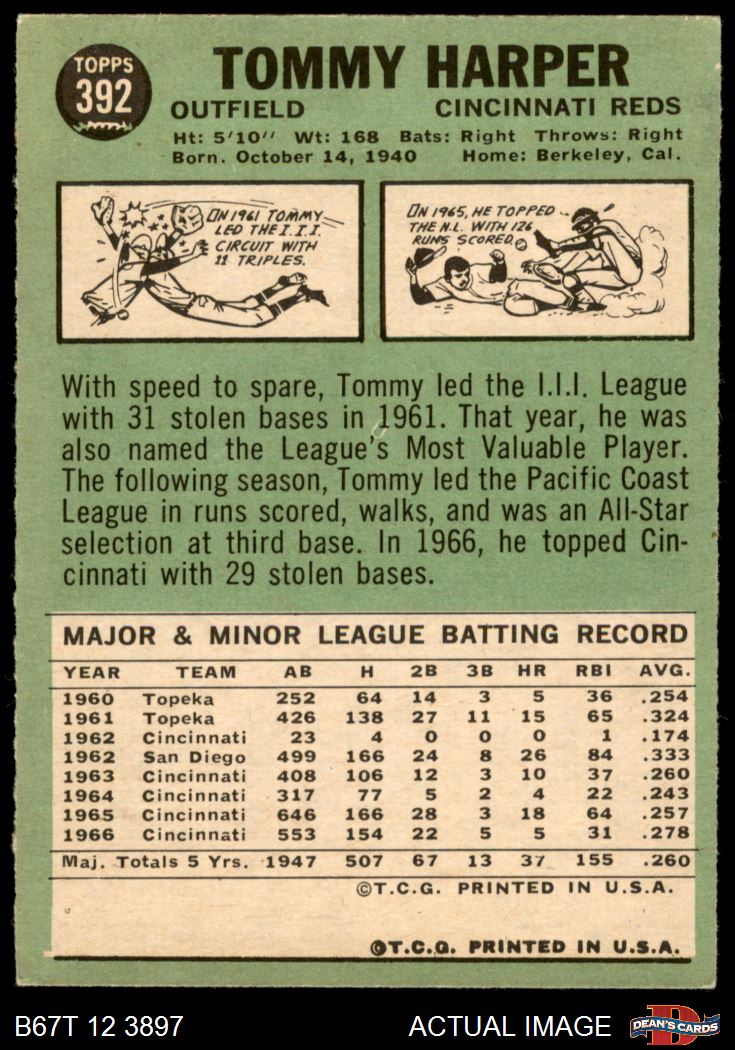 TOPPS
392
TOMMY HARPER
OUTFIELD CINCINNATI REDS
Ht: 5'10" Wt: 168 Bats: Right Throws: Right
Born. October 14, 1940 Home: Berkeley, Cal.
ON 1961 TOMMY
LED THE I.I.I.
CIRCUIT WITH
11 TRIPLES.
ON 1965, HE TOPPED
THE N.L. WITH 126
RUNS SCORED.
With speed to spare, Tommy led the I.I.I. League
with 31 stolen bases in 1961. That year, he was
also named the League's Most Valuable Player.
The following season, Tommy led the Pacific Coast
League in runs scored, walks, and was an All-Star
selection at third base. In 1966, he topped Cin-
cinnati with 29 stolen bases.
MAJOR & MINOR LEAGUE BATTING RECORD
YEAR TEAM AB H 2B 3B HR RBI AVG.
1960 Topeka 252 64 14 3 5 36 .254
1961 Topeka 426 138 27 11 15 65 .324
1962 Cincinnati 23 4 0 0 0 1 .174
1962 San Diego 499 166 24 8 26 84 .333
1963 Cincinnati 408 106 12 3 10 37 .260
1964 Cincinnati 317 77 5 2 4 22 .243
1965 Cincinnati 646 166 28 3 18 64 .257
1966 Cincinnati 553 154 22 5 5 31 .278
Maj. Totals 5 Yrs. 1947 507 67 13 37 155 .260
©T.C.G. PRINTED IN U.S.A.
©T.C.G. PRINTED IN U.S.A.
B67T 12 3897 ACTUAL IMAGE DEAN'S CARDS